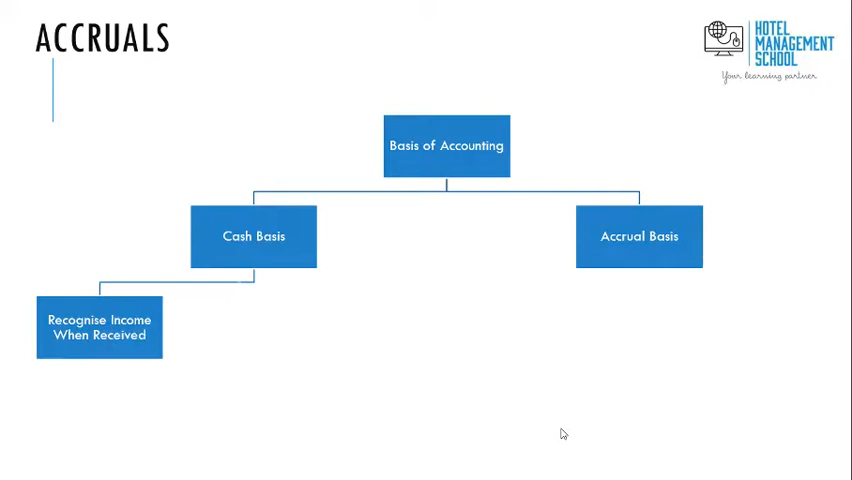 ACCRUALS
HOTEL
MANAGEMENT
SCHOOL
Your learning partner
Basis of Accounting
Cash Basis
Accrual Basis
Recognise Income
When Received